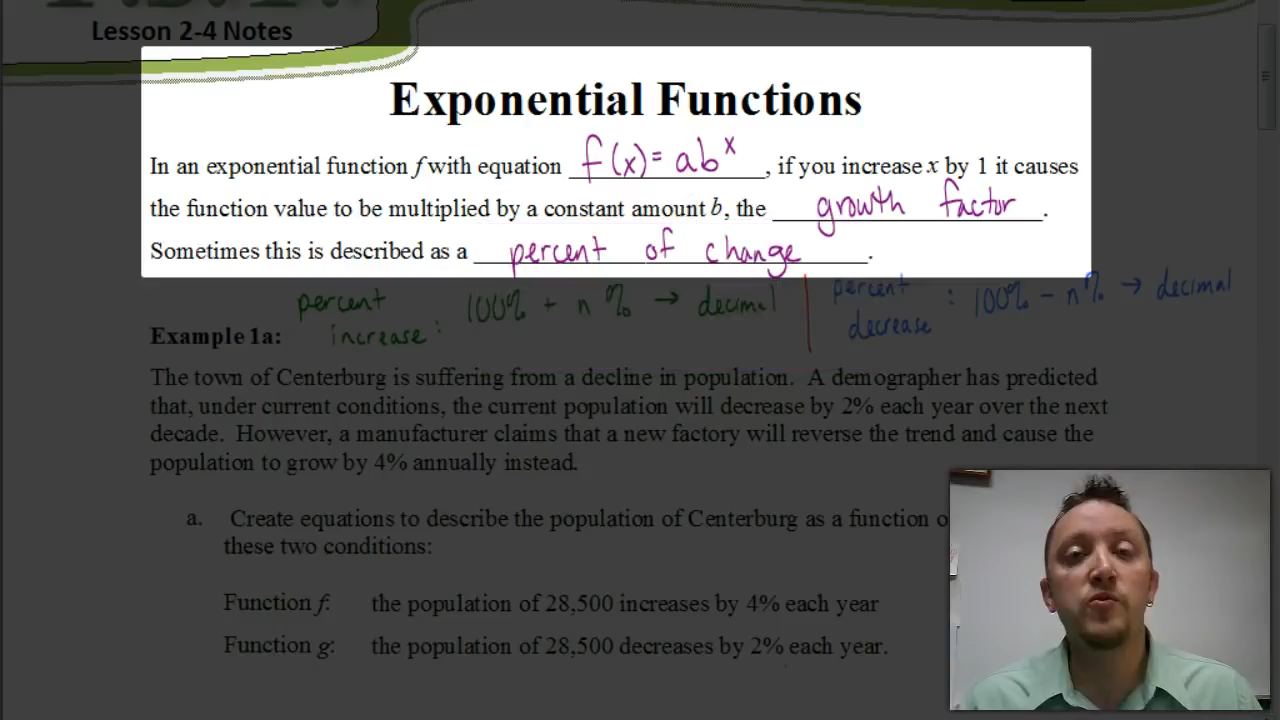 Lesson 2-4 Notes
Exponential Functions
In an exponential function f with equation f(x) = ab^x, if you increase x by 1 it causes
the function value to be multiplied by a constant amount b, the growth factor.
Sometimes this is described as a percent of change.
percent increase: 100% + n% → decimal
percent decrease: 100% - n% → decimal
Example 1a:
The town of Centerburg is suffering from a decline in population. A demographer has predicted
that, under current conditions, the current population will decrease by 2% each year over the next
decade. However, a manufacturer claims that a new factory will reverse the trend and cause the
population to grow by 4% annually instead.
a. Create equations to describe the population of Centerburg as a function o
these two conditions:
Function f: the population of 28,500 increases by 4% each year
Function g: the population of 28,500 decreases by 2% each year.